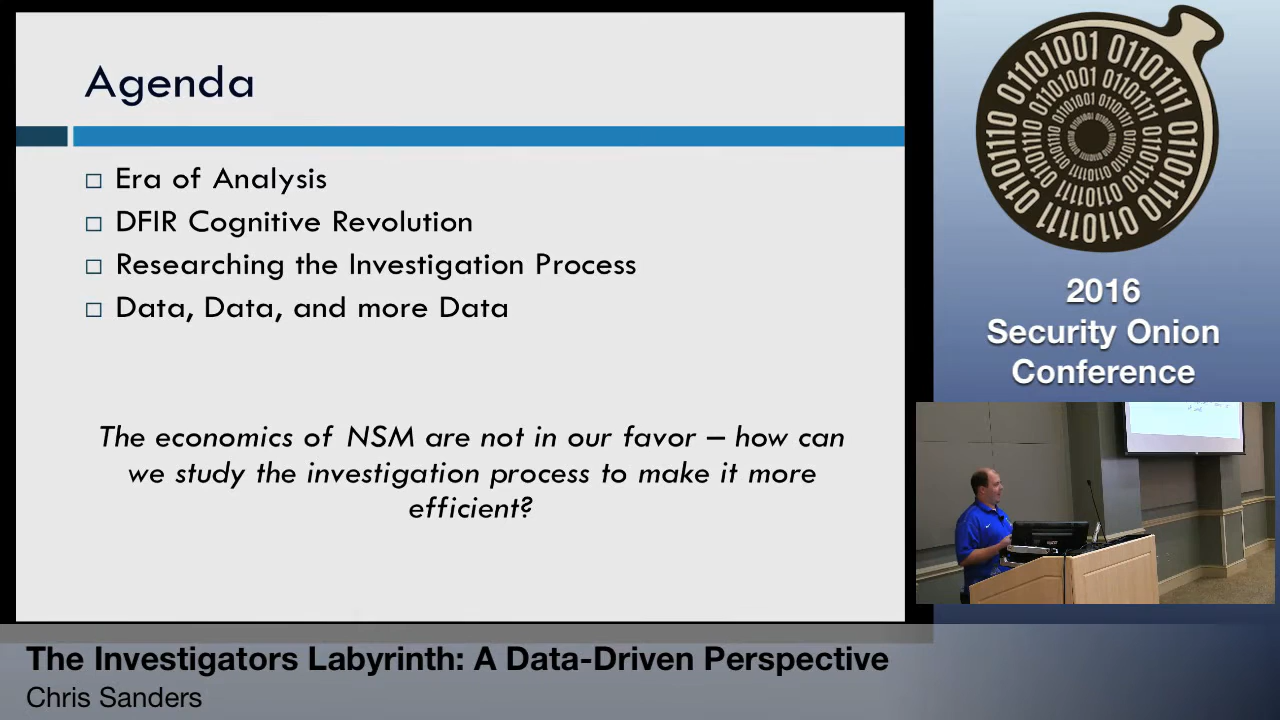 Agenda
Era of Analysis
DFIR Cognitive Revolution
Researching the Investigation Process
Data, Data, and more Data
The economics of NSM are not in our favor – how can
we study the investigation process to make it more
efficient?
2016
Security Onion
Conference
The Investigators Labyrinth: A Data-Driven Perspective
Chris Sanders